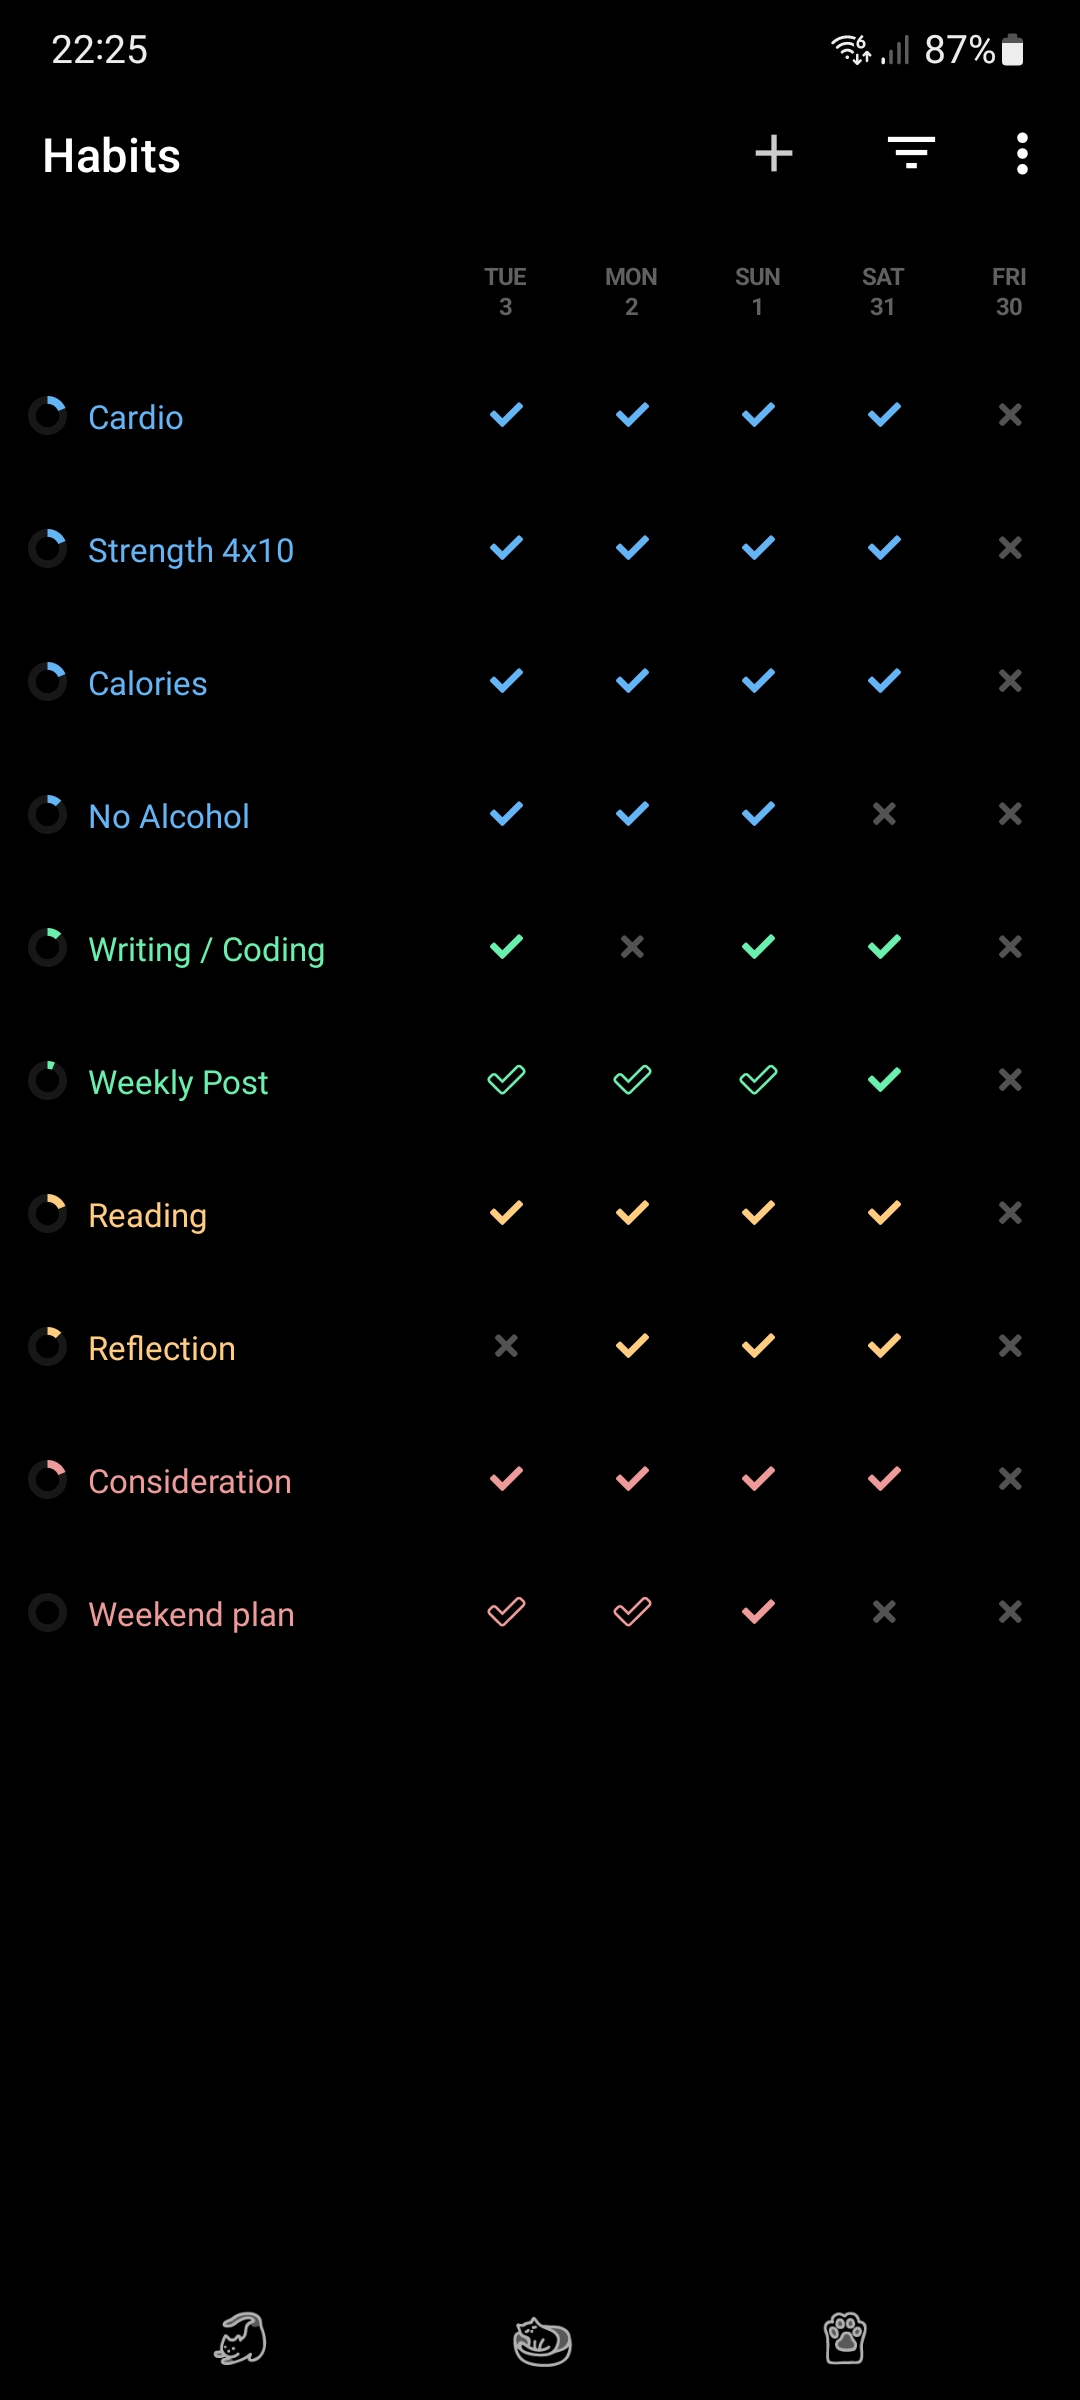 22:25 87%
Habits
TUE MON SUN SAT FRI
3 2 1 31 30
Cardio
Strength 4x10
Calories
No Alcohol
Writing / Coding
Weekly Post
Reading
Reflection
Consideration
Weekend plan